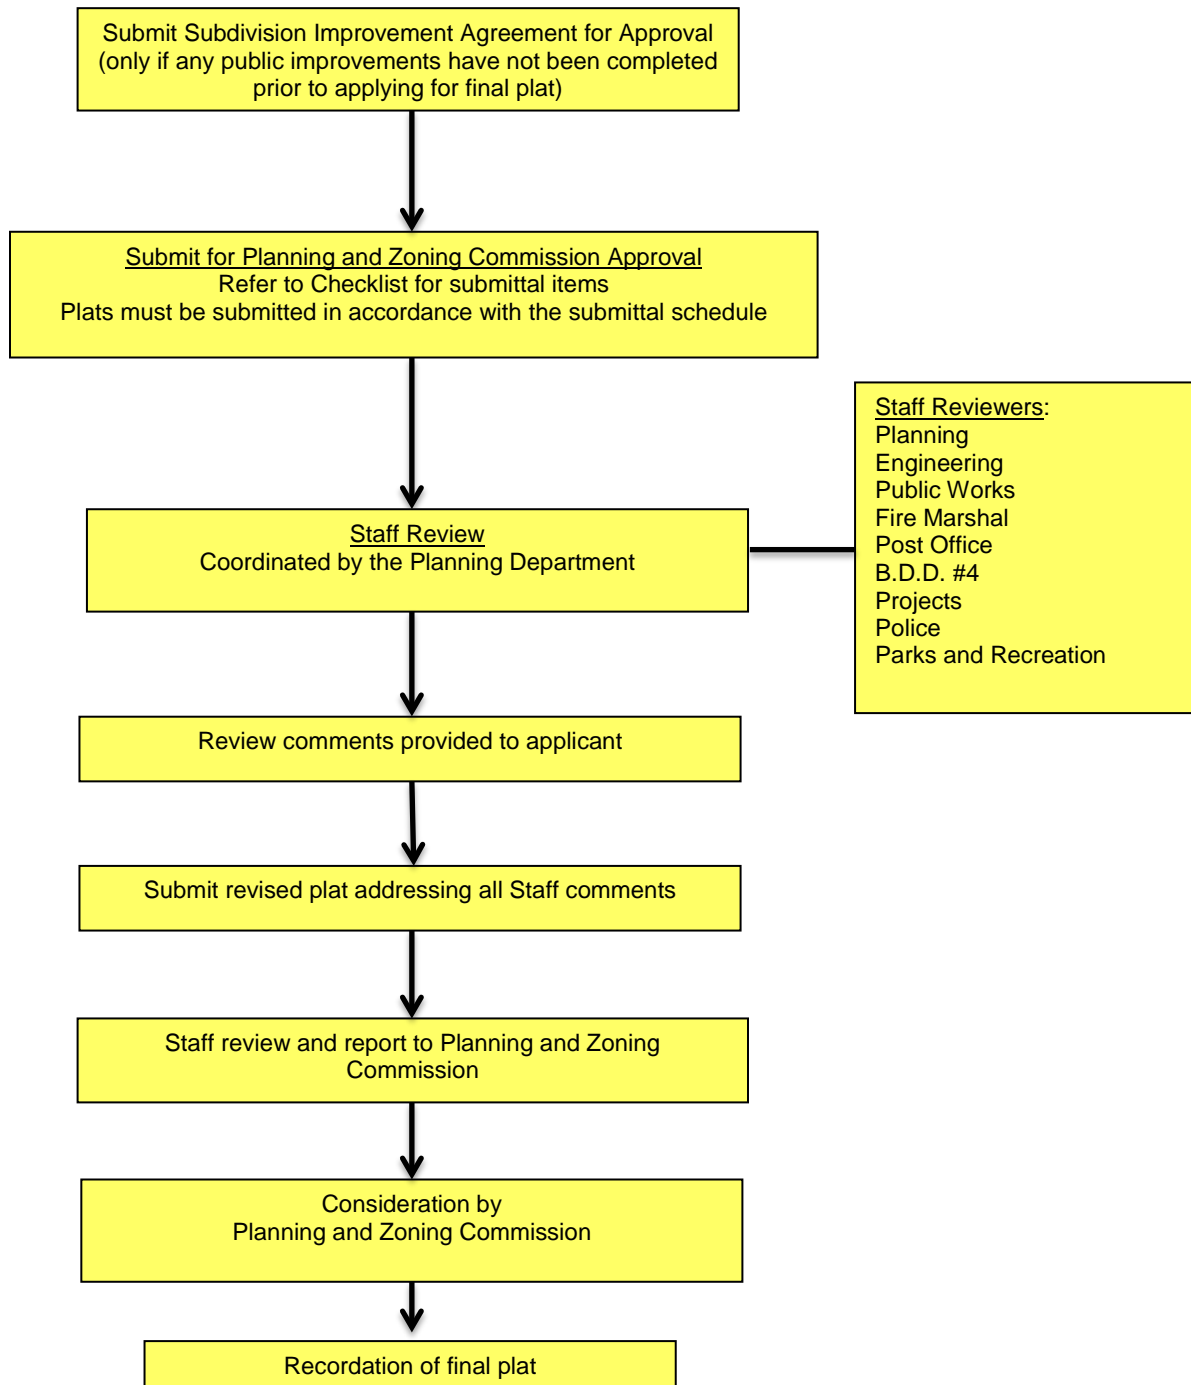 Submit Subdivision Improvement Agreement for Approval
(only if any public improvements have not been completed
prior to applying for final plat)
Submit for Planning and Zoning Commission Approval
Refer to Checklist for submittal items
Plats must be submitted in accordance with the submittal schedule
Staff Review
Coordinated by the Planning Department
Staff Reviewers:
Planning
Engineering
Public Works
Fire Marshal
Post Office
B.D.D. #4
Projects
Police
Parks and Recreation
Review comments provided to applicant
Submit revised plat addressing all Staff comments
Staff review and report to Planning and Zoning
Commission
Consideration by
Planning and Zoning Commission
Recordation of final plat